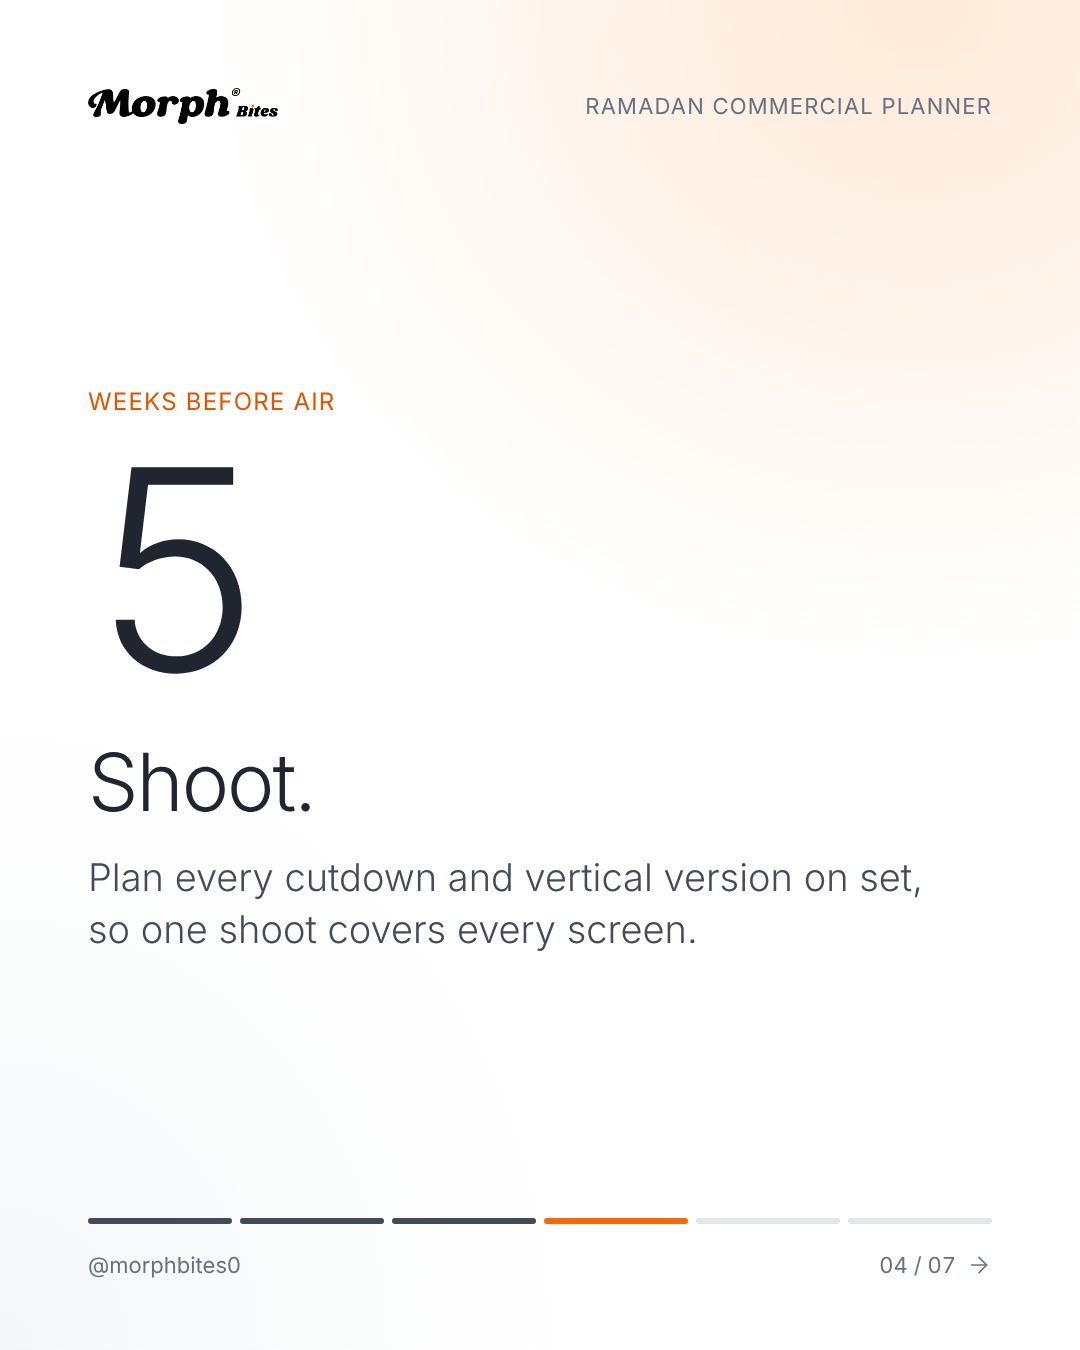 Morph® Bites
RAMADAN COMMERCIAL PLANNER
WEEKS BEFORE AIR
5
Shoot.
Plan every cutdown and vertical version on set,
so one shoot covers every screen.
@morphbites0
04 / 07 →